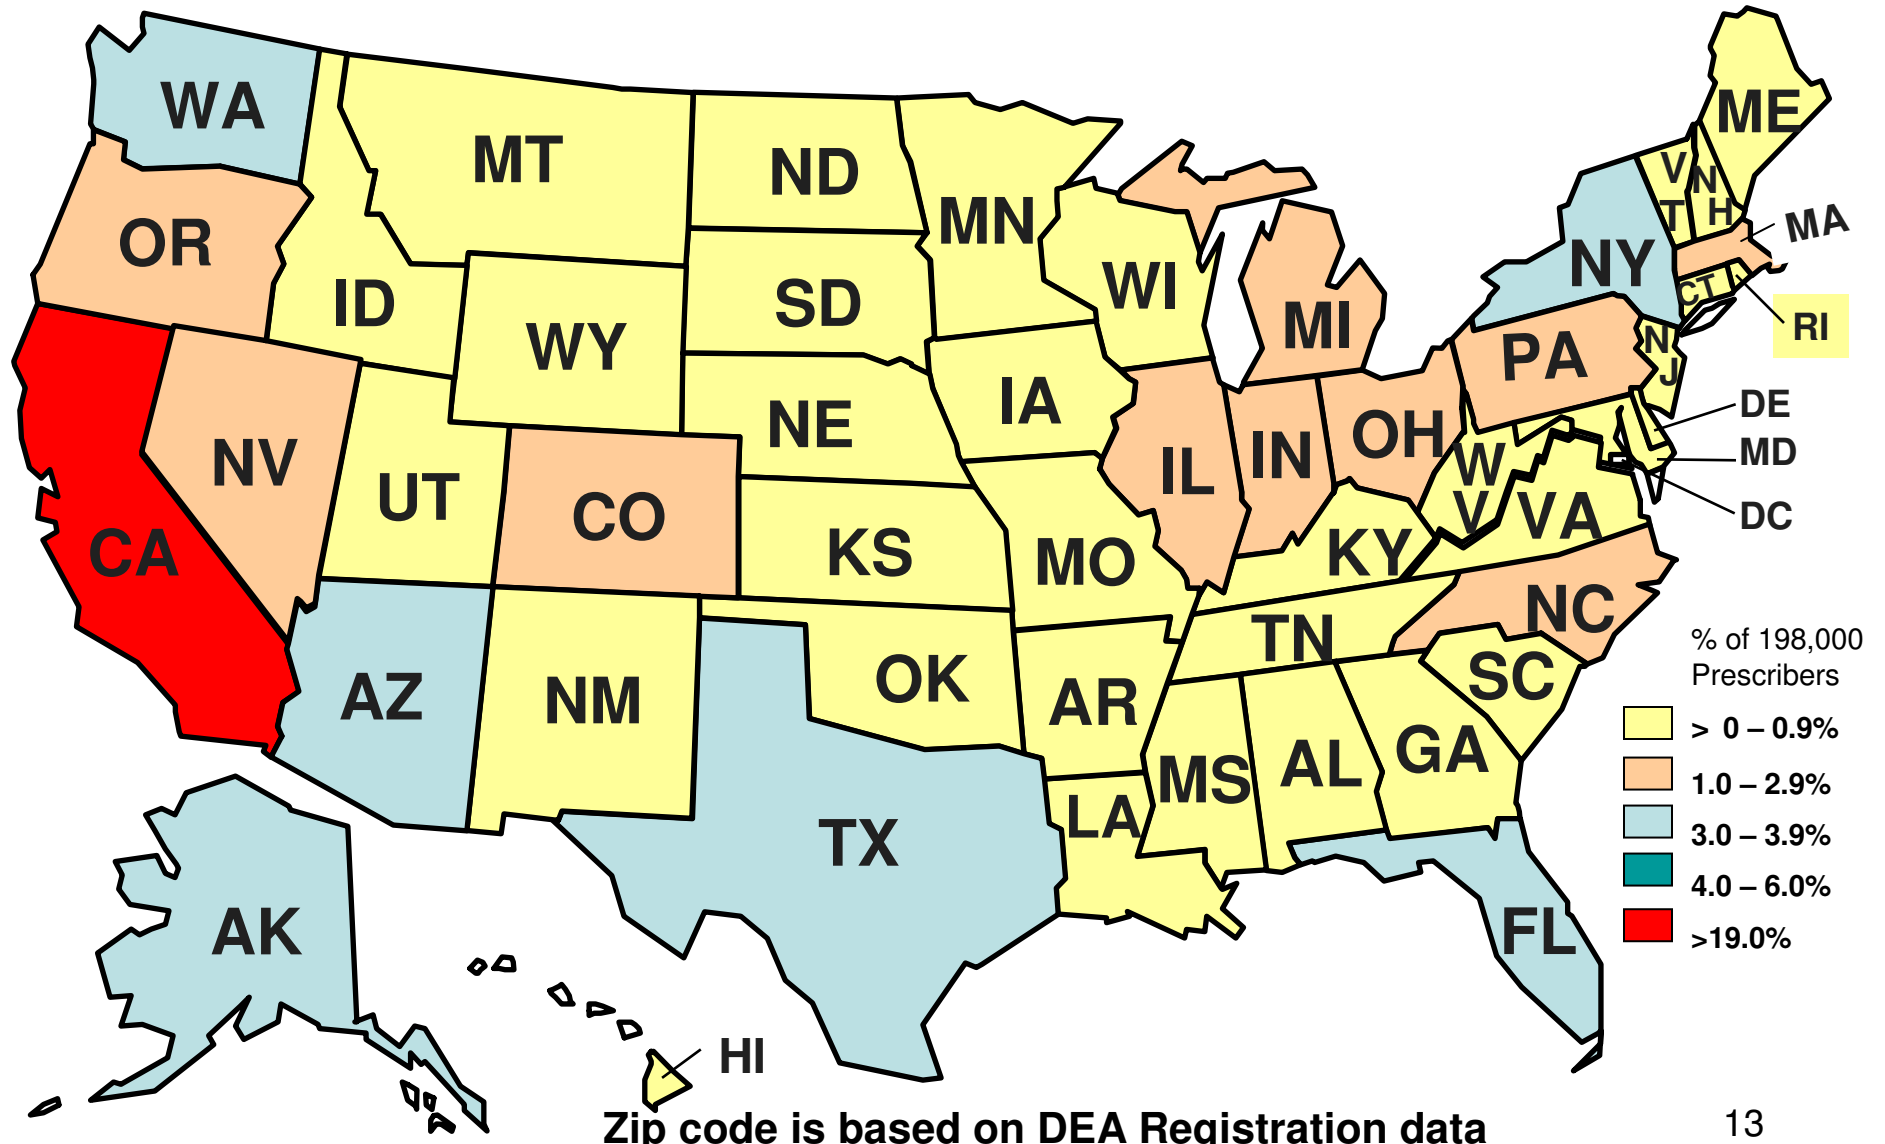 WA
MT
ND
MN
ME
V
T
N
H
MA
OR
ID
SD
WI
NY
CT
RI
WY
MI
PA
N
J
NE
IA
DE
NV
UT
CO
IL
IN
OH
W
V
MD
DC
VA
CA
KS
MO
KY
NC
TN
AZ
NM
OK
AR
SC
MS
AL
GA
LA
TX
FL
AK
HI
% of 198,000
Prescribers
> 0 – 0.9%
1.0 – 2.9%
3.0 – 3.9%
4.0 – 6.0%
>19.0%
Zip code is based on DEA Registration data
13